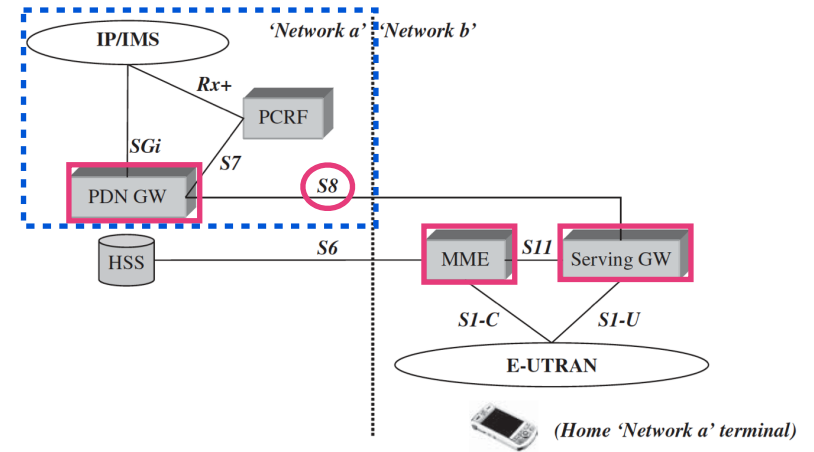 ‘Network a’ ‘Network b’
IP/IMS
Rx+
PCRF
SGi
S7
PDN GW
S8
HSS
S6
MME
S11
Serving GW
S1-C
S1-U
E-UTRAN
(Home ‘Network a’ terminal)